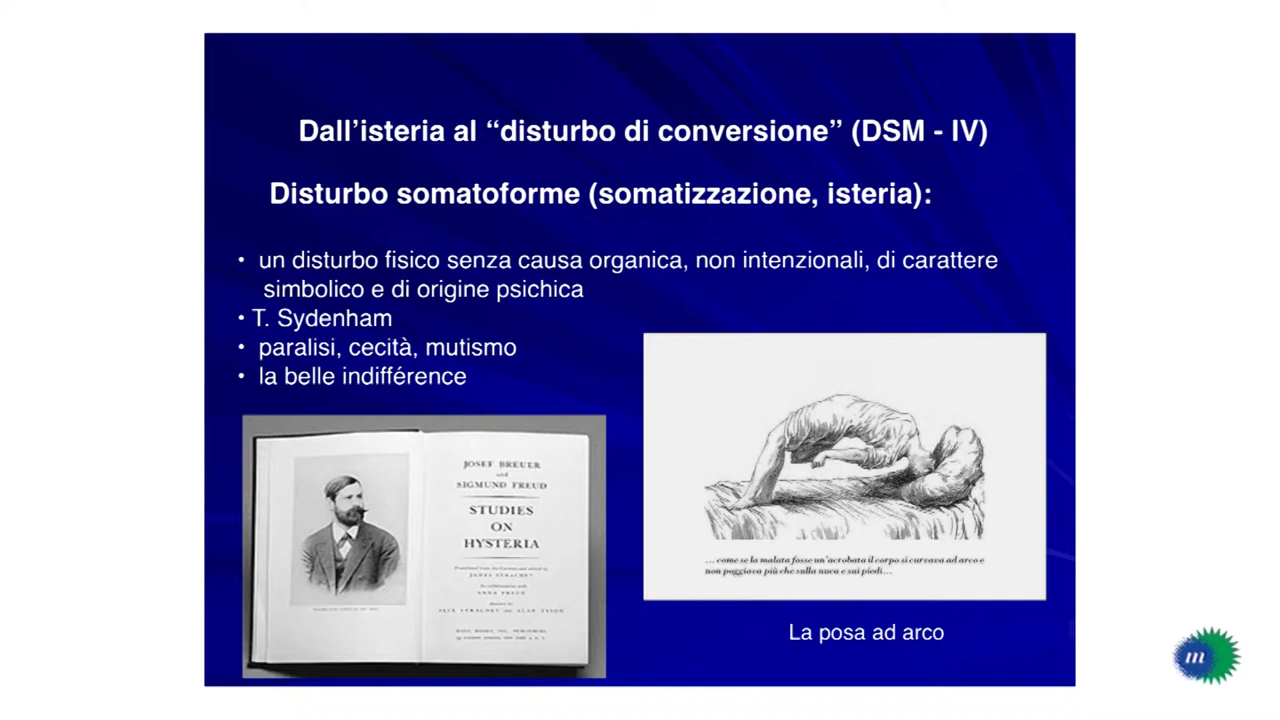 Dall’isteria al “disturbo di conversione” (DSM - IV)
Disturbo somatoforme (somatizzazione, isteria):
• un disturbo fisico senza causa organica, non intenzionali, di carattere
simbolico e di origine psichica
• T. Sydenham
• paralisi, cecità, mutismo
• la belle indifférence
JOSEF BREUER
and
SIGMUND FREUD
STUDIES
ON
HYSTERIA
Translated from the German and edited by
JAMES STRACHEY
In collaboration with
ANNA FREUD
Assisted by
ALIX STRACHEY and ALAN TYSON
... come se la malata fosse un'acrobata il corpo si curvava ad arco e
non poggiava più che sulla nuca e sui piedi...
La posa ad arco
m